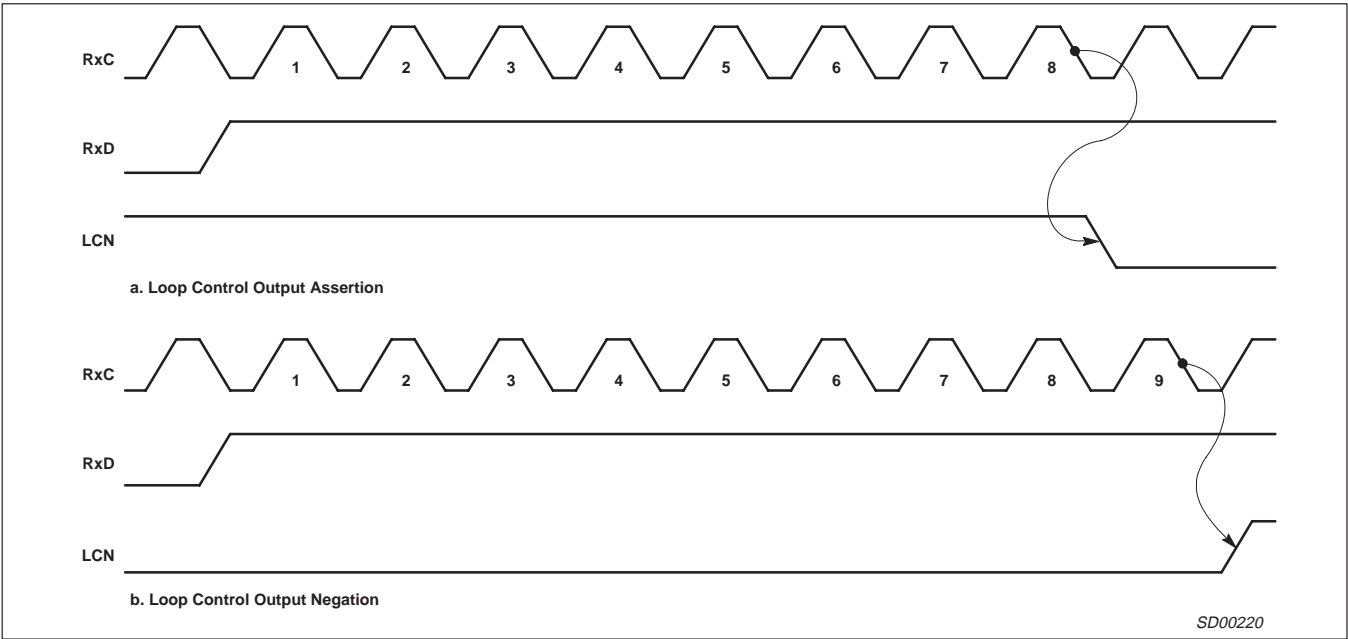 RxC
1 2 3 4 5 6 7 8
RxD
LCN
a. Loop Control Output Assertion
RxC
1 2 3 4 5 6 7 8 9
RxD
LCN
b. Loop Control Output Negation
SD00220